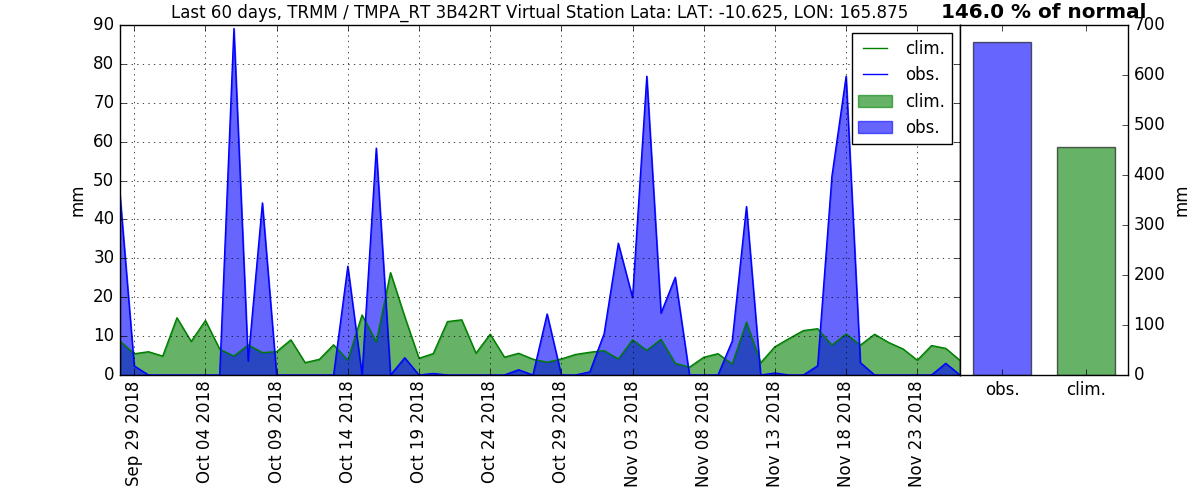 Last 60 days, TRMM / TMPA_RT 3B42RT Virtual Station Lata: LAT: -10.625, LON: 165.875
146.0 % of normal
90
80
70
60
50
40
30
20
10
0
mm
clim.
obs.
clim.
obs.
700
600
500
400
300
200
100
0
mm
Sep 29 2018
Oct 04 2018
Oct 09 2018
Oct 14 2018
Oct 19 2018
Oct 24 2018
Oct 29 2018
Nov 03 2018
Nov 08 2018
Nov 13 2018
Nov 18 2018
Nov 23 2018
obs.
clim.